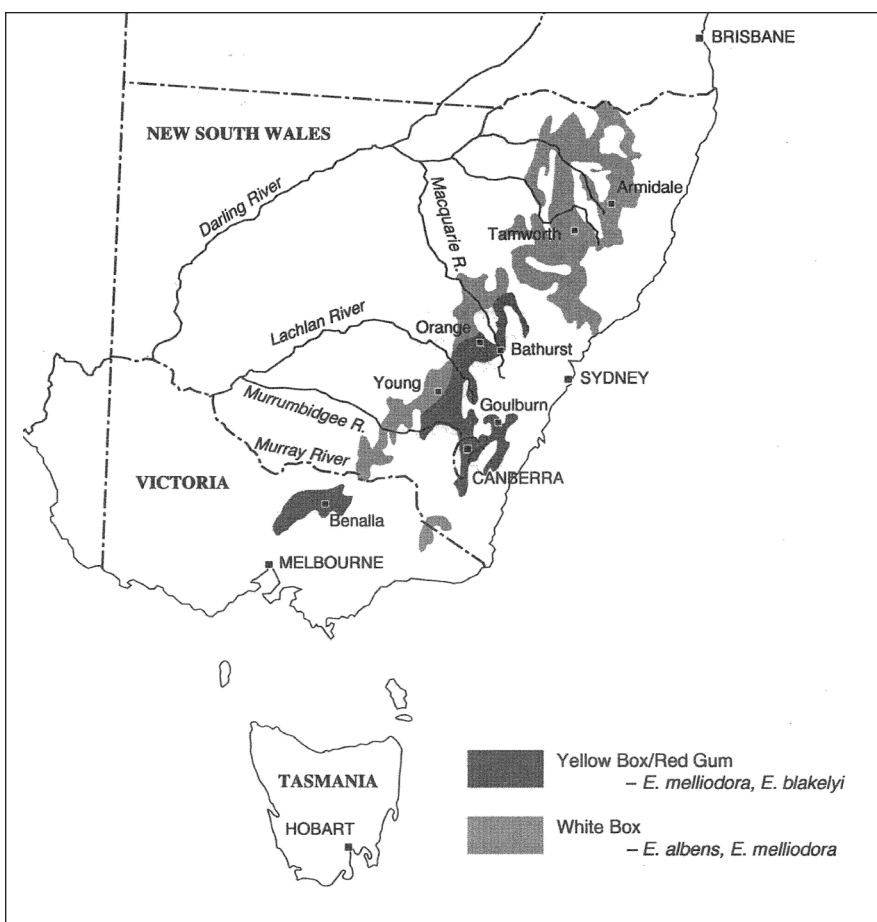 BRISBANE
NEW SOUTH WALES
Darling River
Macquarie R.
Armidale
Tamworth
Lachlan River
Orange
Bathurst
Young
SYDNEY
Murrumbidgee R.
Goulburn
Murray River
VICTORIA
CANBERRA
Benalla
MELBOURNE
Yellow Box/Red Gum
– E. melliodora, E. blakelyi
TASMANIA
White Box
HOBART
– E. albens, E. melliodora